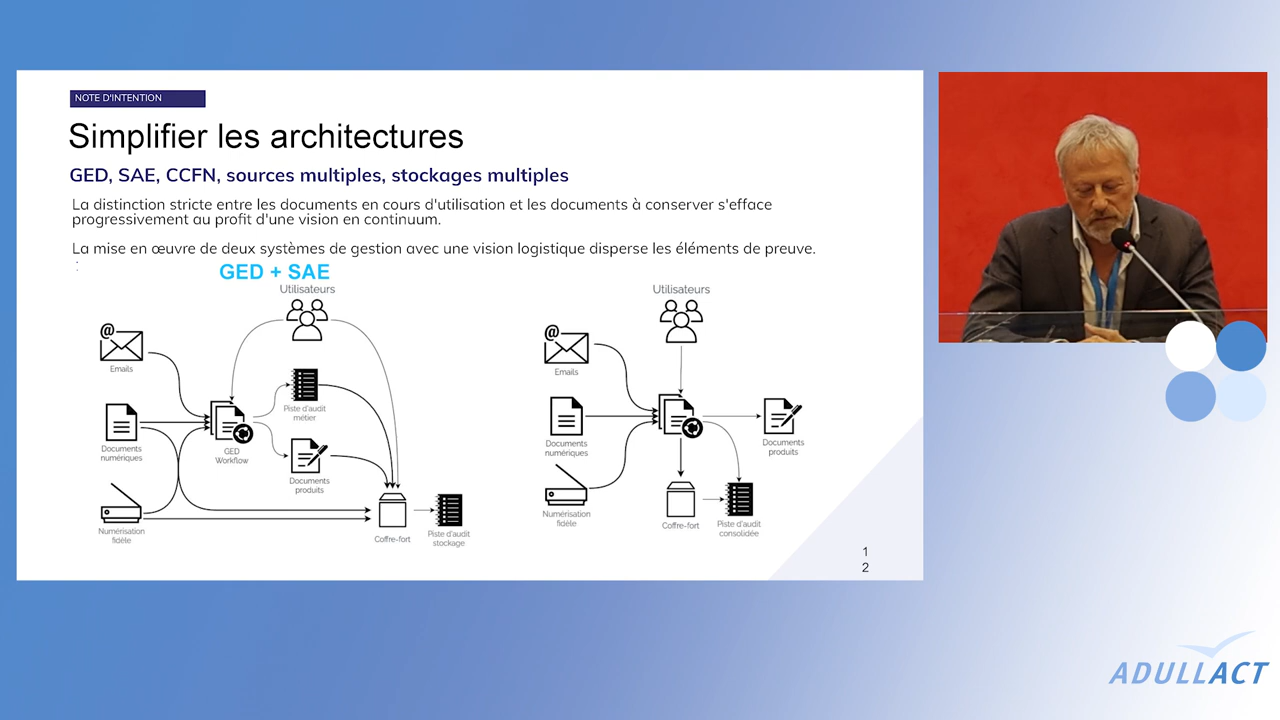 NOTE D'INTENTION
Simplifier les architectures
GED, SAE, CCFN, sources multiples, stockages multiples
La distinction stricte entre les documents en cours d'utilisation et les documents à conserver s'efface
progressivement au profit d'une vision en continuum.
La mise en œuvre de deux systèmes de gestion avec une vision logistique disperse les éléments de preuve.
:
GED + SAE
Utilisateurs
@
Emails
Piste d'audit
métier
Documents
numériques
GED
Workflow
Documents
produits
Numérisation
fidèle
Coffre-fort
Piste d'audit
stockage
Utilisateurs
@
Emails
Documents
numériques
Documents
produits
Numérisation
fidèle
Coffre-fort
Piste d'audit
consolidée
1
2
ADULLACT